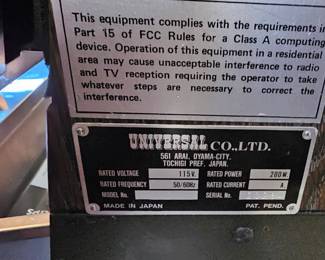 This equipment complies with the requirements in
Part 15 of FCC Rules for a Class A computing
device. Operation of this equipment in a residential
area may cause unacceptable interference to radio
and TV reception requiring the operator to take
whatever steps are necessary to correct the
interference.
UNIVERSAL CO., LTD.
561 ARAI, OYAMA-CITY,
TOCHIGI PREF, JAPAN.
RATED VOLTAGE 115V. RATED POWER 200W.
RATED FREQUENCY 50/60Hz RATED CURRENT A
MODEL No. SERIAL No.
MADE IN JAPAN PAT. PEND.